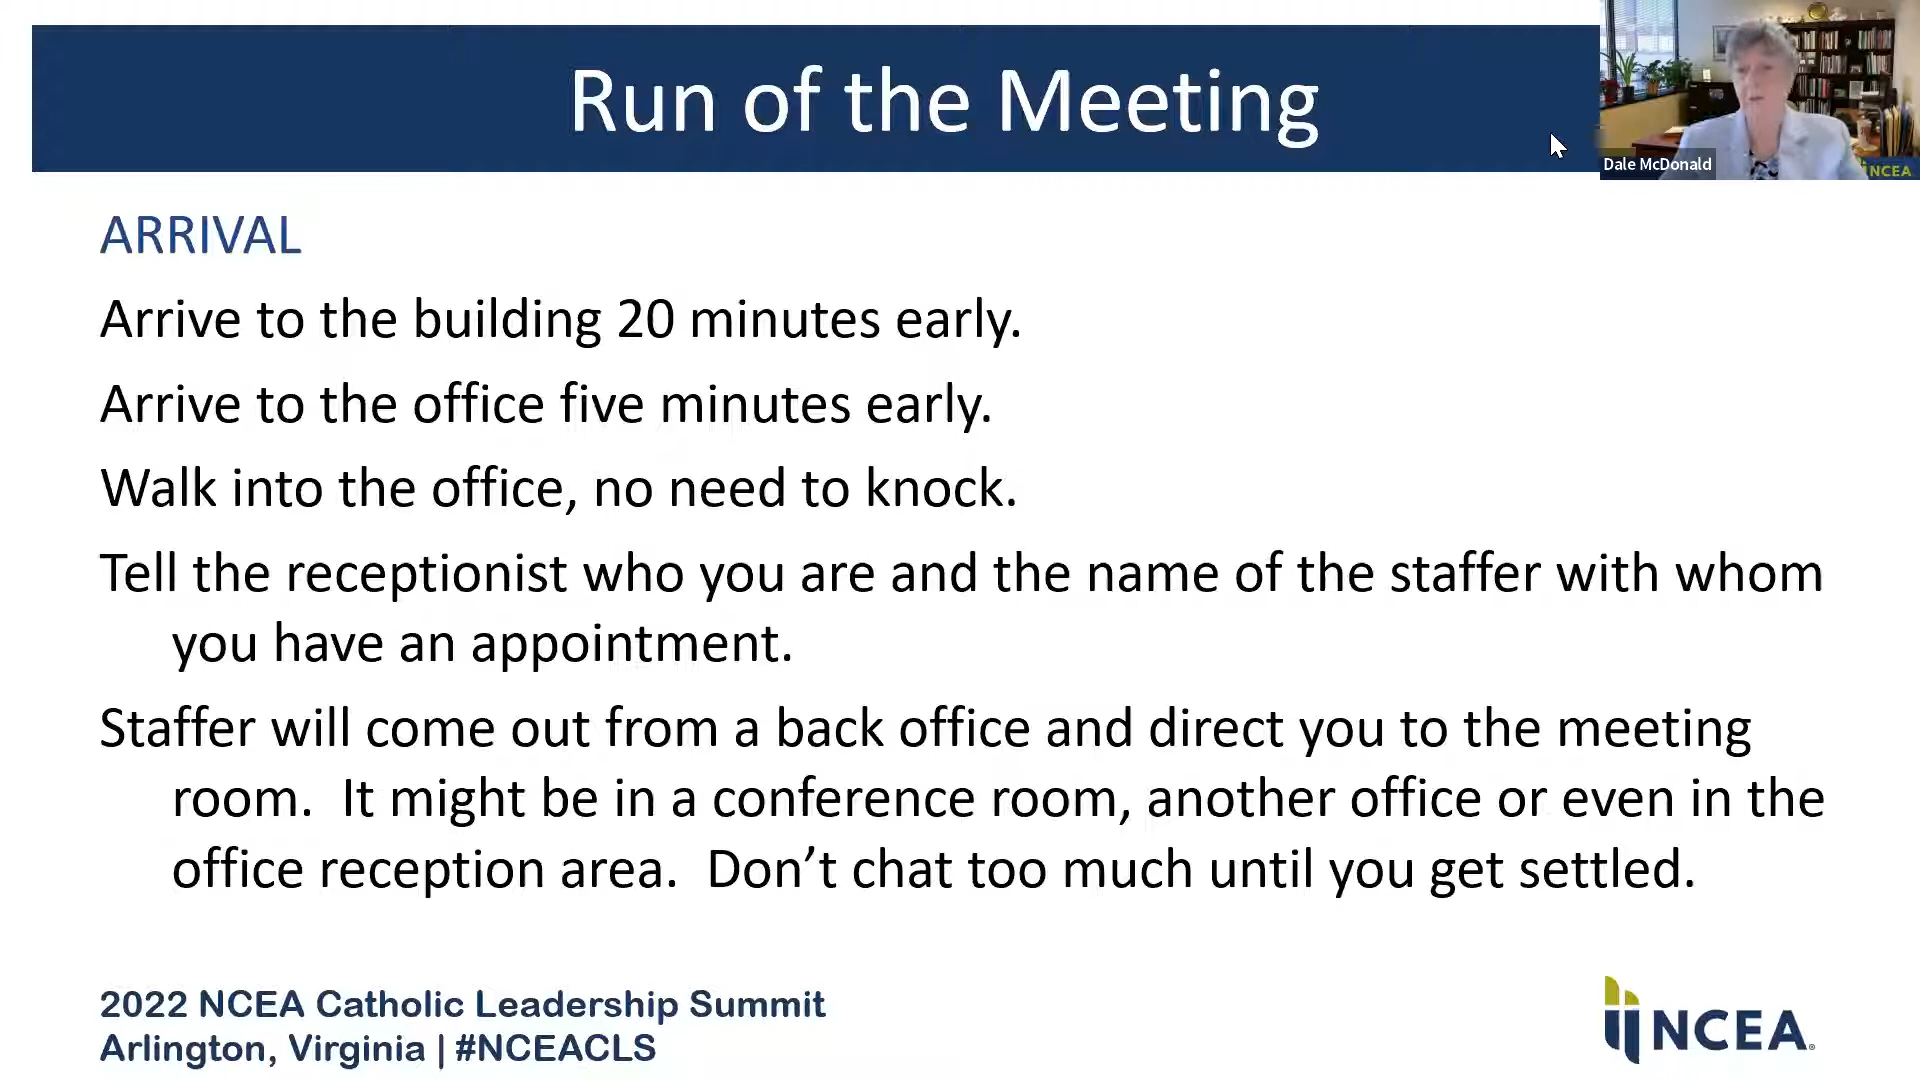 Run of the Meeting
Dale McDonald
NCEA
ARRIVAL
Arrive to the building 20 minutes early.
Arrive to the office five minutes early.
Walk into the office, no need to knock.
Tell the receptionist who you are and the name of the staffer with whom
you have an appointment.
Staffer will come out from a back office and direct you to the meeting
room.  It might be in a conference room, another office or even in the
office reception area.  Don’t chat too much until you get settled.
2022 NCEA Catholic Leadership Summit
Arlington, Virginia | #NCEACLS
NCEA®